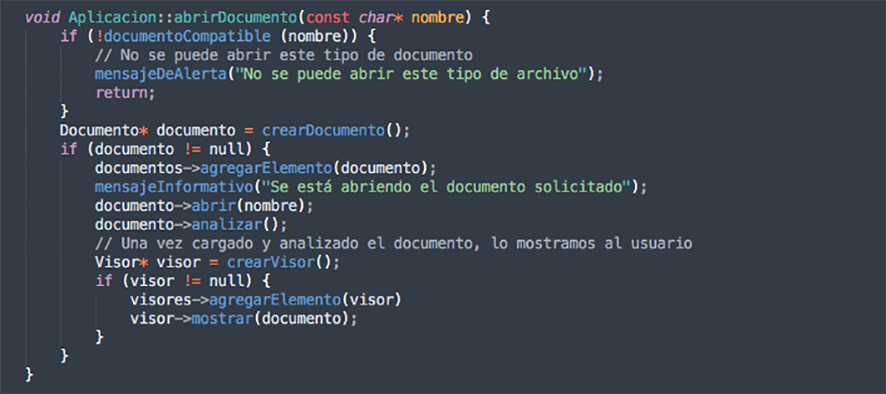 void Aplicacion::abrirDocumento(const char* nombre) {
    if (!documentoCompatible (nombre)) {
        // No se puede abrir este tipo de documento
        mensajeDeAlerta("No se puede abrir este tipo de archivo");
        return;
    }
    Documento* documento = crearDocumento();
    if (documento != null) {
        documentos->agregarElemento(documento);
        mensajeInformativo("Se está abriendo el documento solicitado");
        documento->abrir(nombre);
        documento->analizar();
        // Una vez cargado y analizado el documento, lo mostramos al usuario
        Visor* visor = crearVisor();
        if (visor != null) {
            visores->agregarElemento(visor)
            visor->mostrar(documento);
        }
    }
}